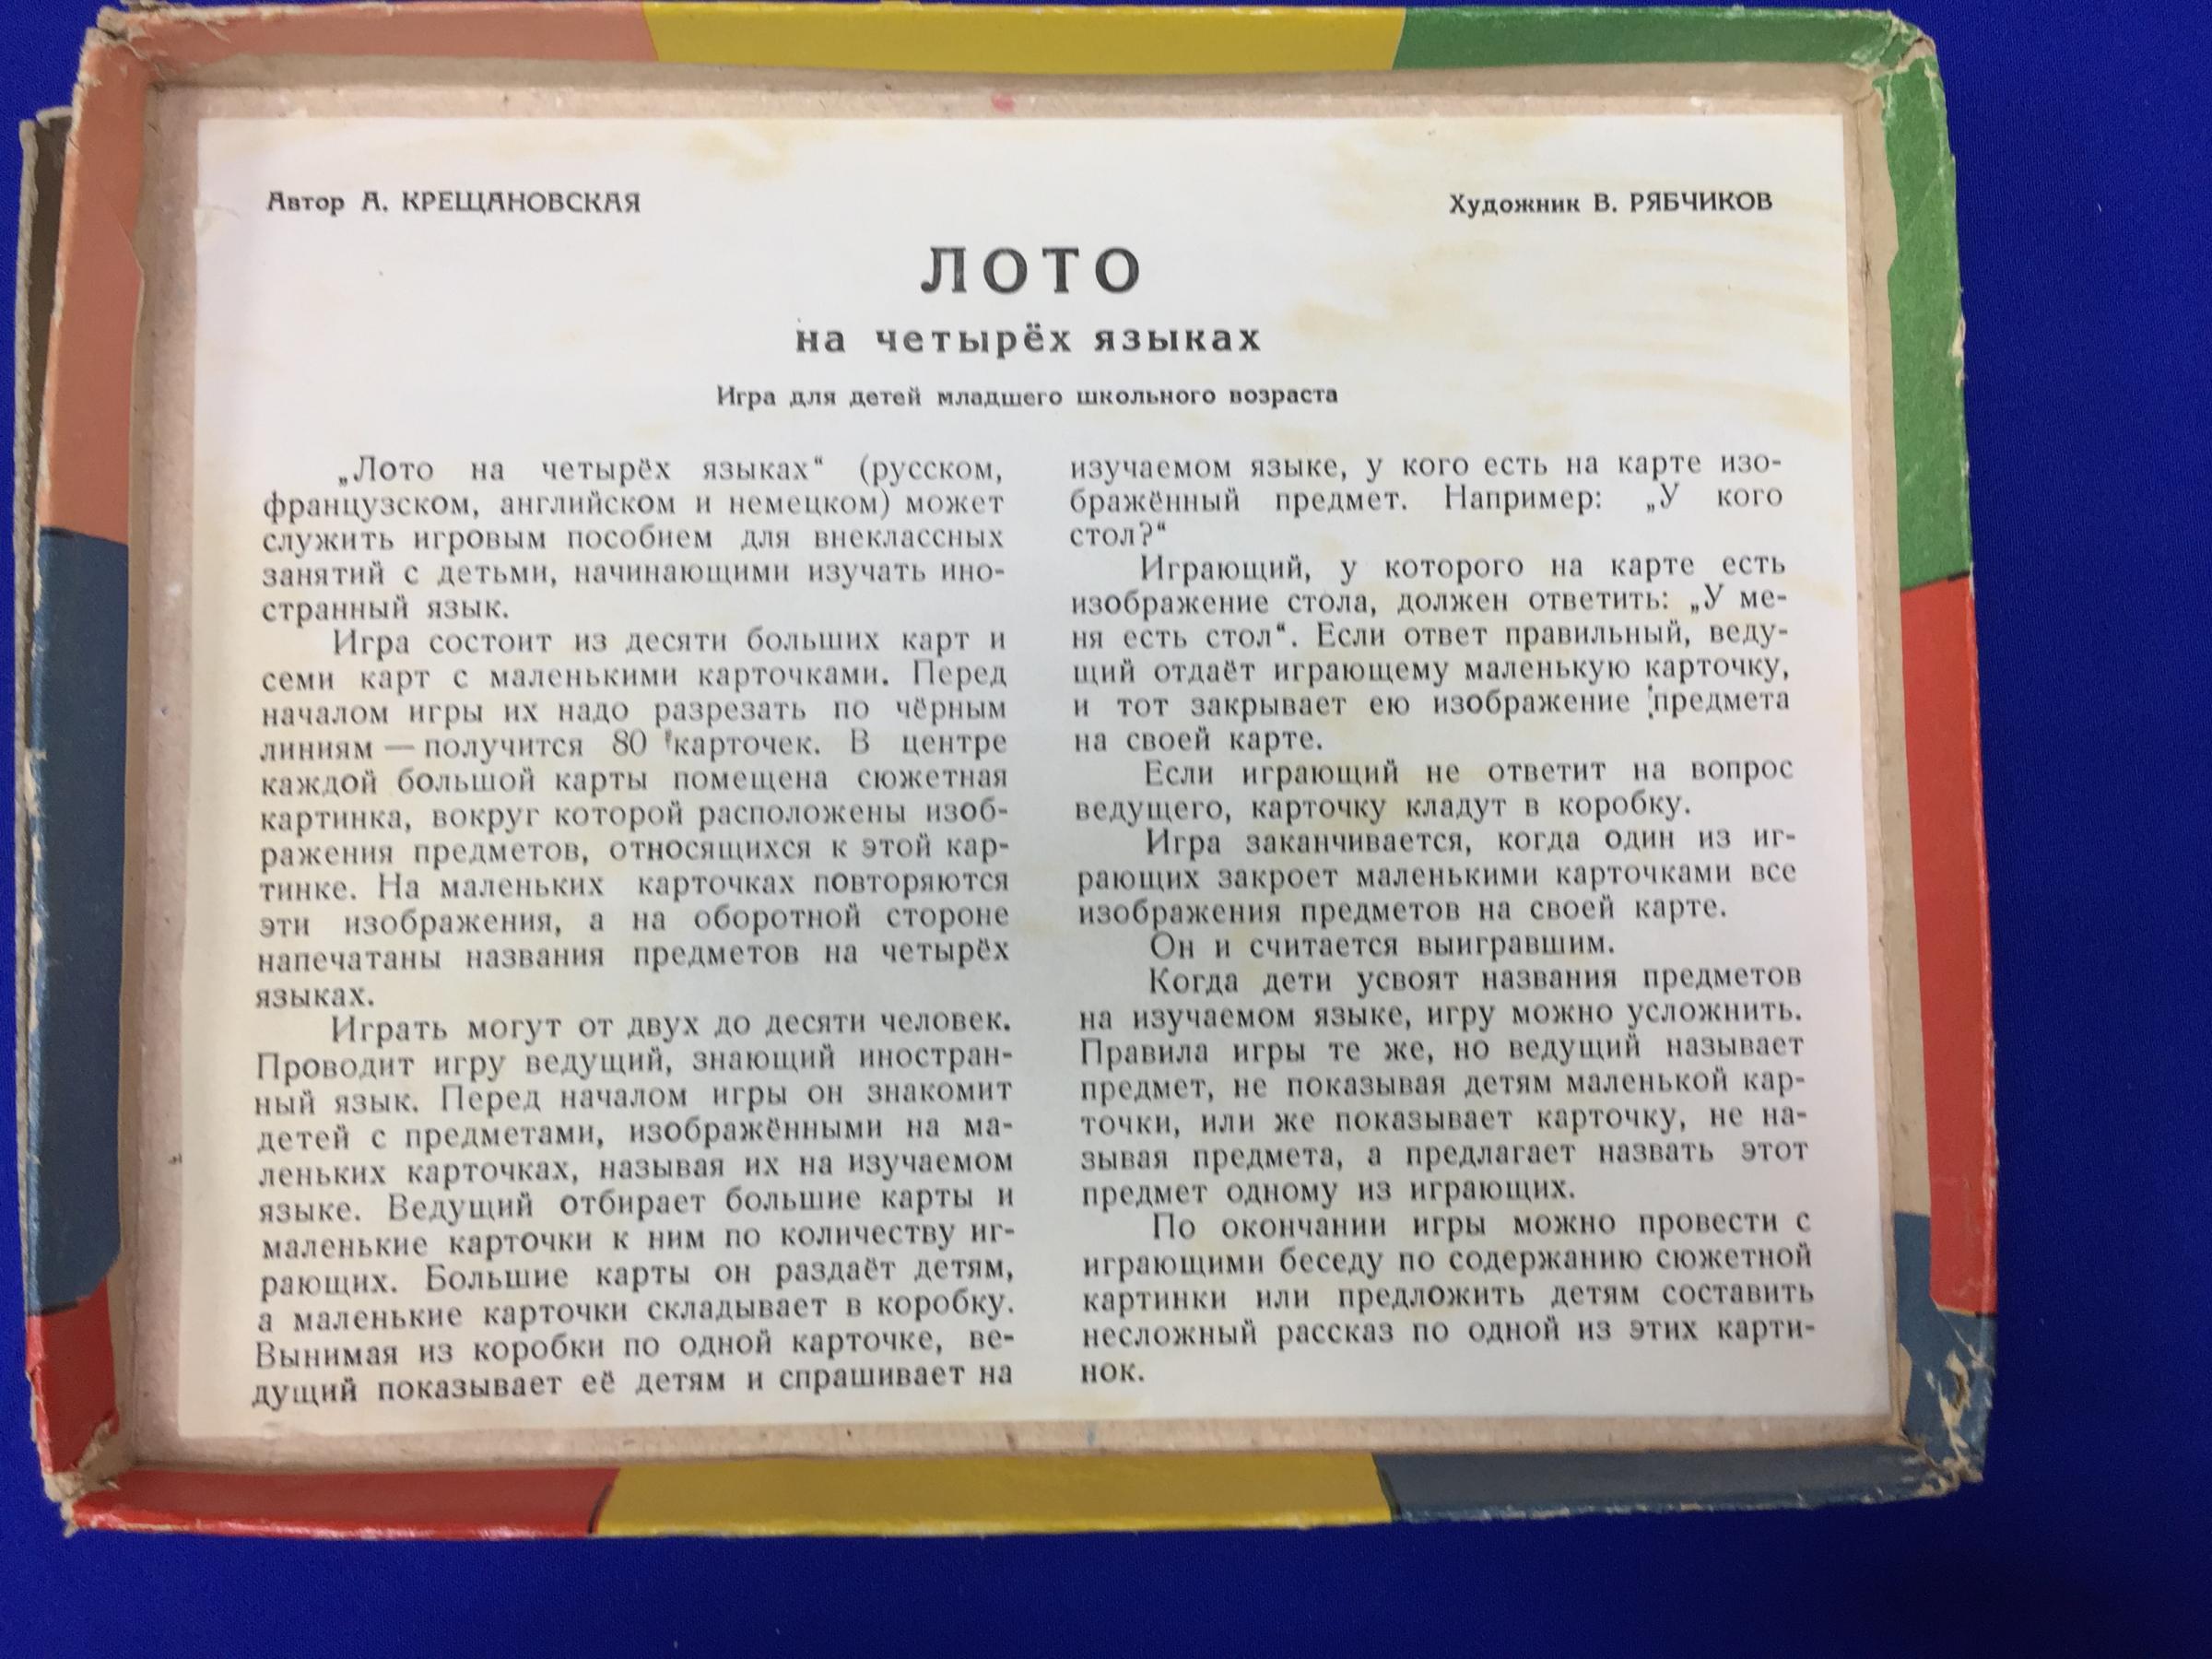 Автор А. КРЕЩАНОВСКАЯ
Художник В. РЯБЧИКОВ
ЛОТО
на четырёх языках
Игра для детей младшего школьного возраста
„Лото на четырёх языках“ (русском,
французском, английском и немецком) может
служить игровым пособием для внеклассных
занятий с детьми, начинающими изучать ино-
странный язык.
Игра состоит из десяти больших карт и
семи карт с маленькими карточками. Перед
началом игры их надо разрезать по чёрным
линиям — получится 80 карточек. В центре
каждой большой карты помещена сюжетная
картинка, вокруг которой расположены изоб-
ражения предметов, относящихся к этой кар-
тинке. На маленьких карточках повторяются
эти изображения, а на оборотной стороне
напечатаны названия предметов на четырёх
языках.
Играть могут от двух до десяти человек.
Проводит игру ведущий, знающий иностран-
ный язык. Перед началом игры он знакомит
детей с предметами, изображёнными на ма-
леньких карточках, называя их на изучаемом
языке. Ведущий отбирает большие карты и
маленькие карточки к ним по количеству иг-
рающих. Большие карты он раздаёт детям,
а маленькие карточки складывает в коробку.
Вынимая из коробки по одной карточке, ве-
дущий показывает её детям и спрашивает на
изучаемом языке, у кого есть на карте изо-
бражённый предмет. Например: „У кого
стол?“
Играющий, у которого на карте есть
изображение стола, должен ответить: „У ме-
ня есть стол“. Если ответ правильный, веду-
щий отдаёт играющему маленькую карточку,
и тот закрывает ею изображение предмета
на своей карте.
Если играющий не ответит на вопрос
ведущего, карточку кладут в коробку.
Игра заканчивается, когда один из иг-
рающих закроет маленькими карточками все
изображения предметов на своей карте.
Он и считается выигравшим.
Когда дети усвоят названия предметов
на изучаемом языке, игру можно усложнить.
Правила игры те же, но ведущий называет
предмет, не показывая детям маленькой кар-
точки, или же показывает карточку, не на-
зывая предмета, а предлагает назвать этот
предмет одному из играющих.
По окончании игры можно провести с
играющими беседу по содержанию сюжетной
картинки или предложить детям составить
несложный рассказ по одной из этих карти-
нок.